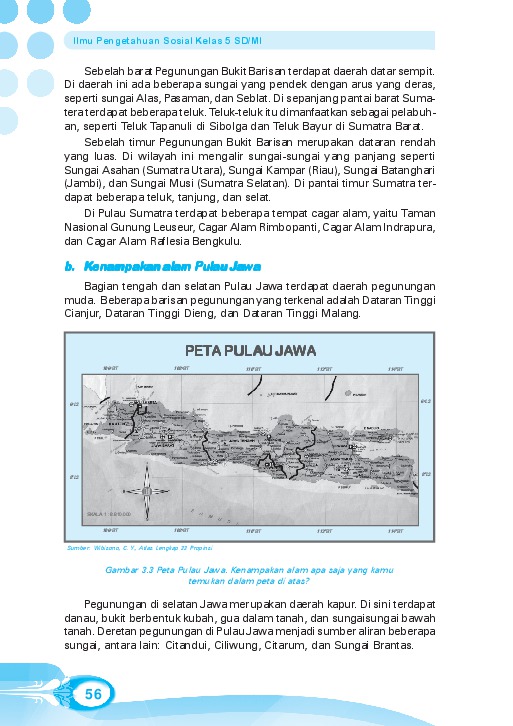 Ilmu Pengetahuan Sosial Kelas 5 SD/MI
Sebelah barat Pegunungan Bukit Barisan terdapat daerah datar sempit.
Di daerah ini ada beberapa sungai yang pendek dengan arus yang deras,
seperti sungai Alas, Pasaman, dan Seblat. Di sepanjang pantai barat Suma-
tera terdapat beberapa teluk. Teluk-teluk itu dimanfaatkan sebagai pelabuh-
an, seperti Teluk Tapanuli di Sibolga dan Teluk Bayur di Sumatra Barat.
Sebelah timur Pegunungan Bukit Barisan merupakan dataran rendah
yang luas. Di wilayah ini mengalir sungai-sungai yang panjang seperti
Sungai Asahan (Sumatra Utara), Sungai Kampar (Riau), Sungai Batanghari
(Jambi), dan Sungai Musi (Sumatra Selatan). Di pantai timur Sumatra ter-
dapat beberapa teluk, tanjung, dan selat.
Di Pulau Sumatra terdapat beberapa tempat cagar alam, yaitu Taman
Nasional Gunung Leuseur, Cagar Alam Rimbopanti, Cagar Alam Indrapura,
dan Cagar Alam Raflesia Bengkulu.
b. Kenampakan alam Pulau Jawa
Bagian tengah dan selatan Pulau Jawa terdapat daerah pegunungan
muda. Beberapa barisan pegunungan yang terkenal adalah Dataran Tinggi
Cianjur, Dataran Tinggi Dieng, dan Dataran Tinggi Malang.
PETA PULAU JAWA
Sumber: Wibisono, C. Y, Atlas Lengkap 33 Propinsi
Gambar 3.3 Peta Pulau Jawa. Kenampakan alam apa saja yang kamu
temukan dalam peta di atas?
Pegunungan di selatan Jawa merupakan daerah kapur. Di sini terdapat
danau, bukit berbentuk kubah, gua dalam tanah, dan sungaisungai bawah
tanah. Deretan pegunungan di Pulau Jawa menjadi sumber aliran beberapa
sungai, antara lain: Citandui, Ciliwung, Citarum, dan Sungai Brantas.
56